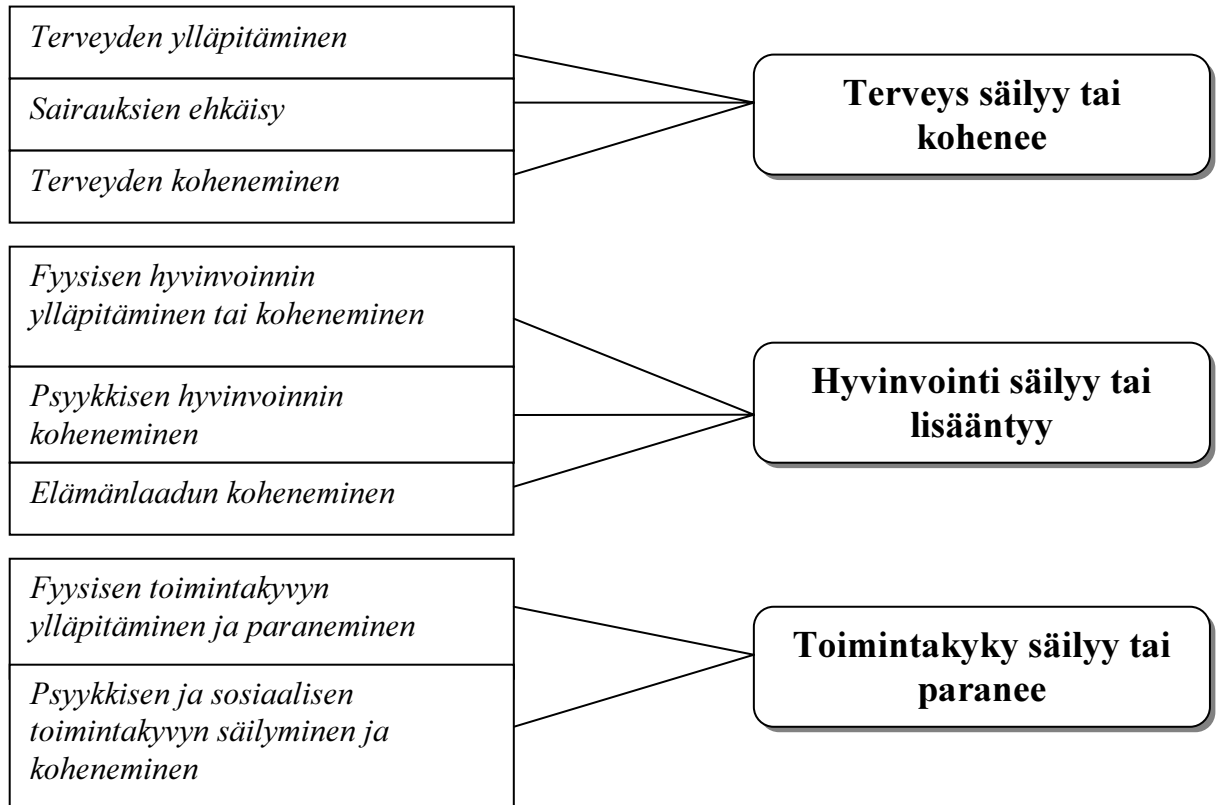 Terveyden ylläpitäminen
Sairauksien ehkäisy
Terveyden koheneminen
Terveys säilyy tai
kohenee
Fyysisen hyvinvoinnin
ylläpitäminen tai koheneminen
Psyykkisen hyvinvoinnin
koheneminen
Elämänlaadun koheneminen
Hyvinvointi säilyy tai
lisääntyy
Fyysisen toimintakyvyn
ylläpitäminen ja paraneminen
Psyykkisen ja sosiaalisen
toimintakyvyn säilyminen ja
koheneminen
Toimintakyky säilyy tai
paranee